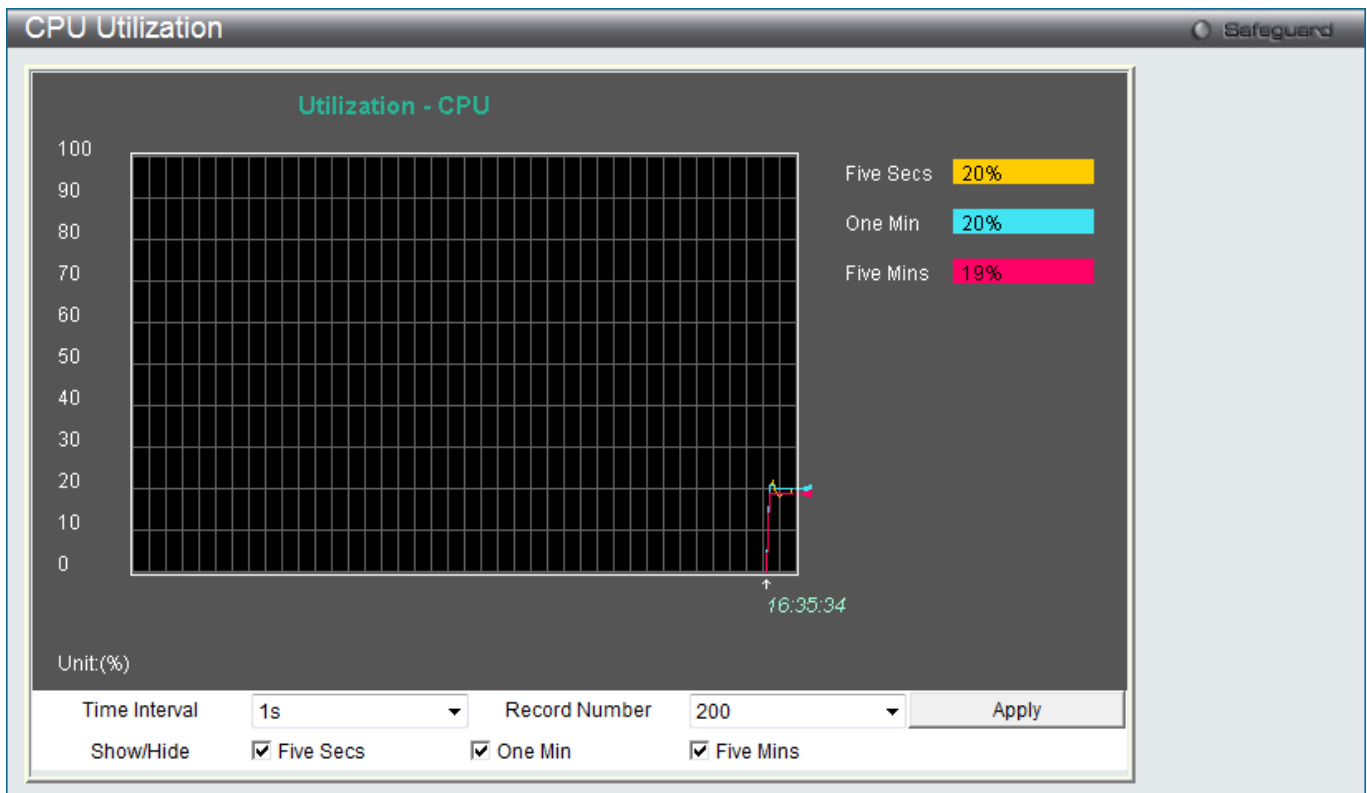 CPU Utilization
Safeguard
Utilization - CPU
100
90
80
70
60
50
40
30
20
10
0
Five Secs 20%
One Min 20%
Five Mins 19%
16:35:34
Unit:(%)
Time Interval 1s Record Number 200 Apply
Show/Hide Five Secs One Min Five Mins